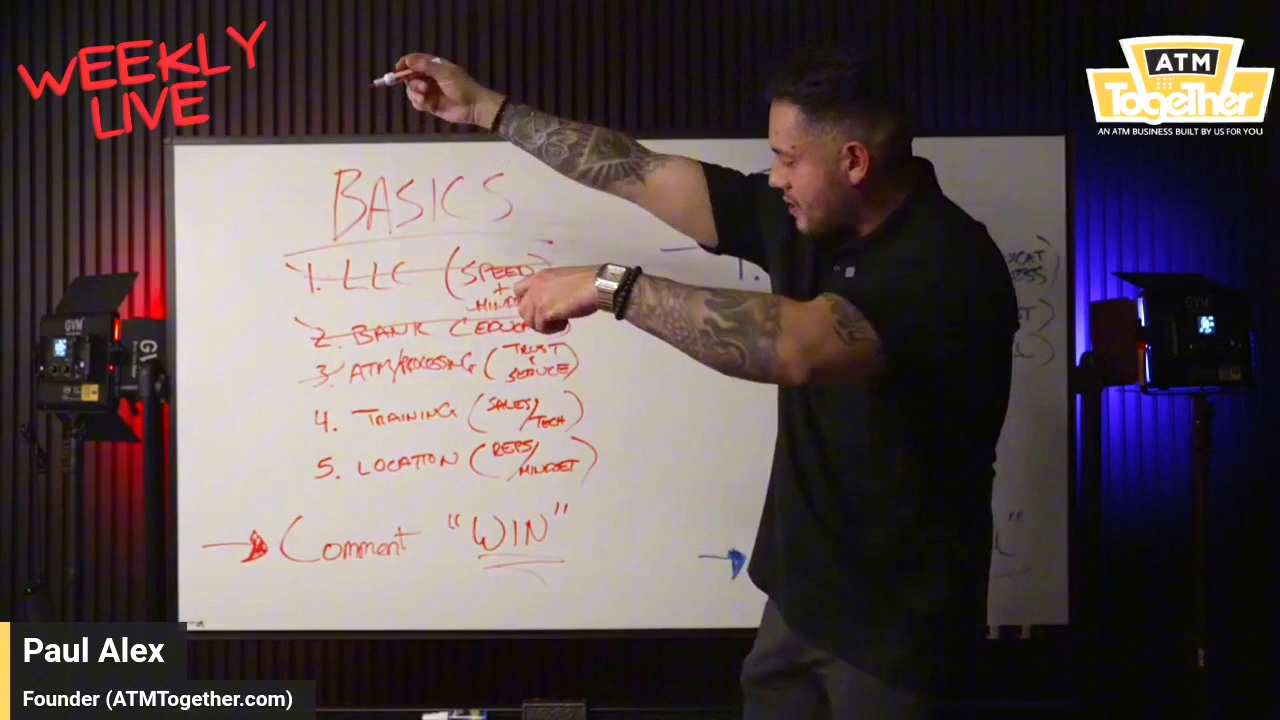 WEEKLY
LIVE
ATM
TogeTher
AN ATM BUSINESS BUILT BY US FOR YOU
BASICS
1. LLC (SPEED
+
2. BANK
3. ATM/PROCESSING (TRUST
&
SERVICE)
4. TRAINING (SALES/
TECH)
5. LOCATION (REPS/
MINDSET)
Comment "WIN"
1.
GVM
Paul Alex
Founder (ATMTogether.com)